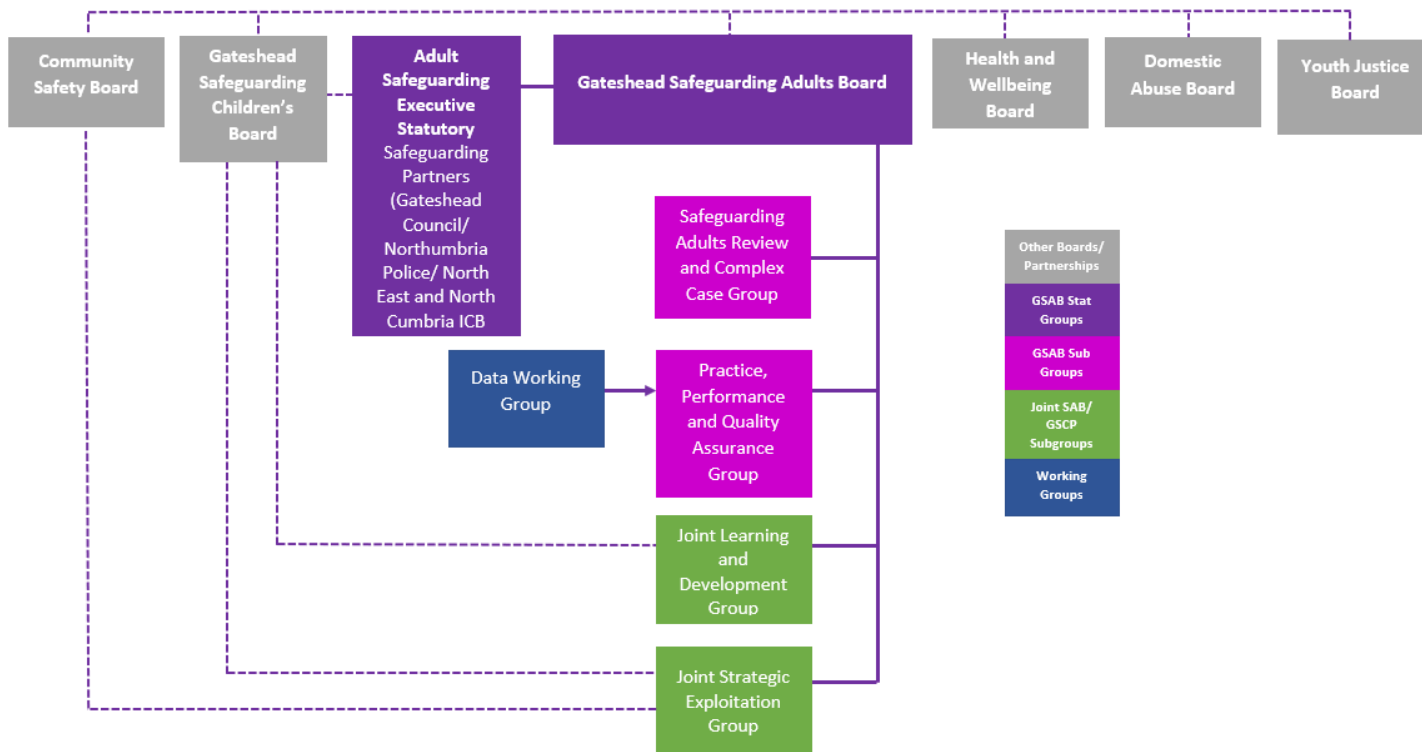 Community
Safety Board
Gateshead
Safeguarding
Children’s
Board
Adult
Safeguarding
Executive
Statutory
Safeguarding
Partners
(Gateshead
Council/
Northumbria
Police/ North
East and North
Cumbria ICB
Gateshead Safeguarding Adults Board
Health and
Wellbeing
Board
Domestic
Abuse Board
Youth Justice
Board
Safeguarding
Adults Review
and Complex
Case Group
Data Working
Group
Practice,
Performance
and Quality
Assurance
Group
Joint Learning
and
Development
Group
Joint Strategic
Exploitation
Group
Other Boards/
Partnerships
GSAB Stat
Groups
GSAB Sub
Groups
Joint SAB/
GSCP
Subgroups
Working
Groups